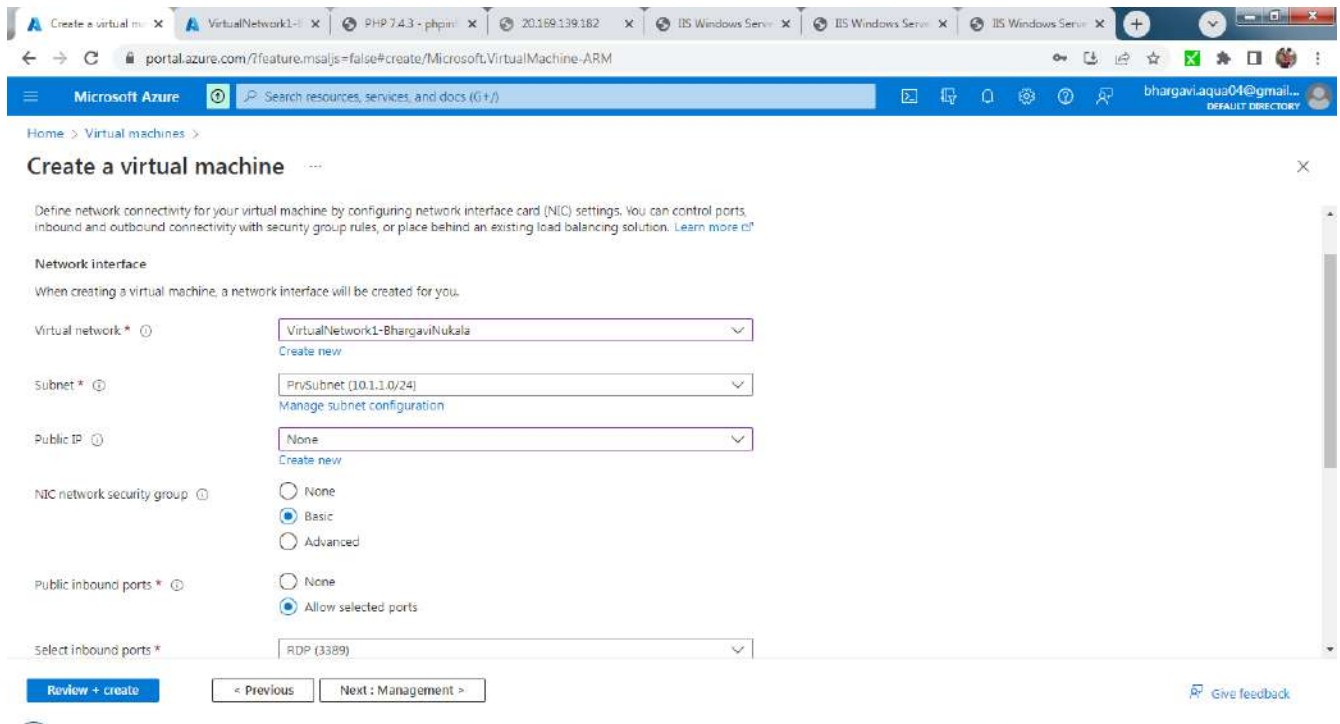 Create a virtual m
VirtualNetwork1-
PHP 7.4.3 - phpin
20.169.139.182
IIS Windows Serve
IIS Windows Serve
IIS Windows Serve
portal.azure.com/?feature.msaljs=false#create/Microsoft.VirtualMachine-ARM
Microsoft Azure
Search resources, services, and docs (G+/)
bhargavi.aqua04@gmail...
DEFAULT DIRECTORY
Home > Virtual machines >
Create a virtual machine ...
Define network connectivity for your virtual machine by configuring network interface card (NIC) settings. You can control ports,
inbound and outbound connectivity with security group rules, or place behind an existing load balancing solution. Learn more
Network interface
When creating a virtual machine, a network interface will be created for you.
Virtual network *
VirtualNetwork1-BhargaviNukala
Create new
Subnet *
PrvSubnet (10.1.1.0/24)
Manage subnet configuration
Public IP
None
Create new
NIC network security group
None
Basic
Advanced
Public inbound ports *
None
Allow selected ports
Select inbound ports *
RDP (3389)
Review + create
< Previous
Next : Management >
Give feedback